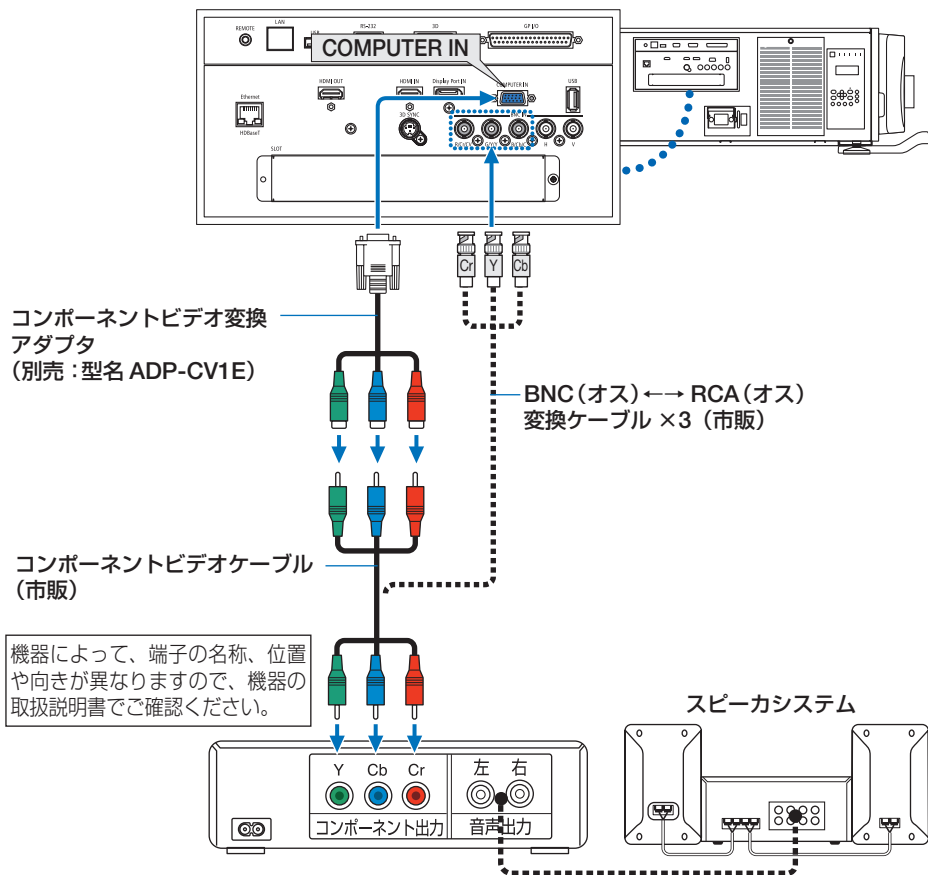 REMOTE
LAN
RS-232
3D
GP I/O
COMPUTER IN
HDMI OUT
HDMI IN
Display Port IN
COMPUTER IN
USB
Ethernet
HDBaseT
3D SYNC
BNC IN
R/Cr/CV
G/Y/Y
B/Cb/C
H
V
SLOT
Cr
Y
Cb
コンポーネントビデオ変換
アダプタ
(別売:型名 ADP-CV1E)
BNC(オス)←→ RCA(オス)
変換ケーブル ×3(市販)
コンポーネントビデオケーブル
(市販)
機器によって、端子の名称、位置
や向きが異なりますので、機器の
取扱説明書でご確認ください。
スピーカシステム
Y
Cb
Cr
左
右
コンポーネント出力
音声出力